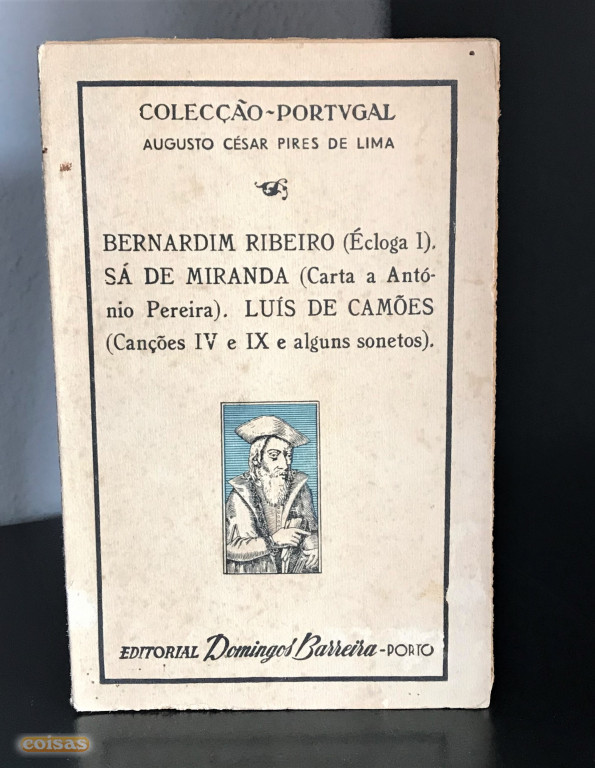 COLECÇÃO-PORTVGAL
AUGUSTO CÉSAR PIRES DE LIMA
BERNARDIM RIBEIRO (Écloga I).
SÁ DE MIRANDA (Carta a Antó-
nio Pereira). LUÍS DE CAMÕES
(Canções IV e IX e alguns sonetos).
EDITORIAL Domingos Barreira-PORTO
coisas